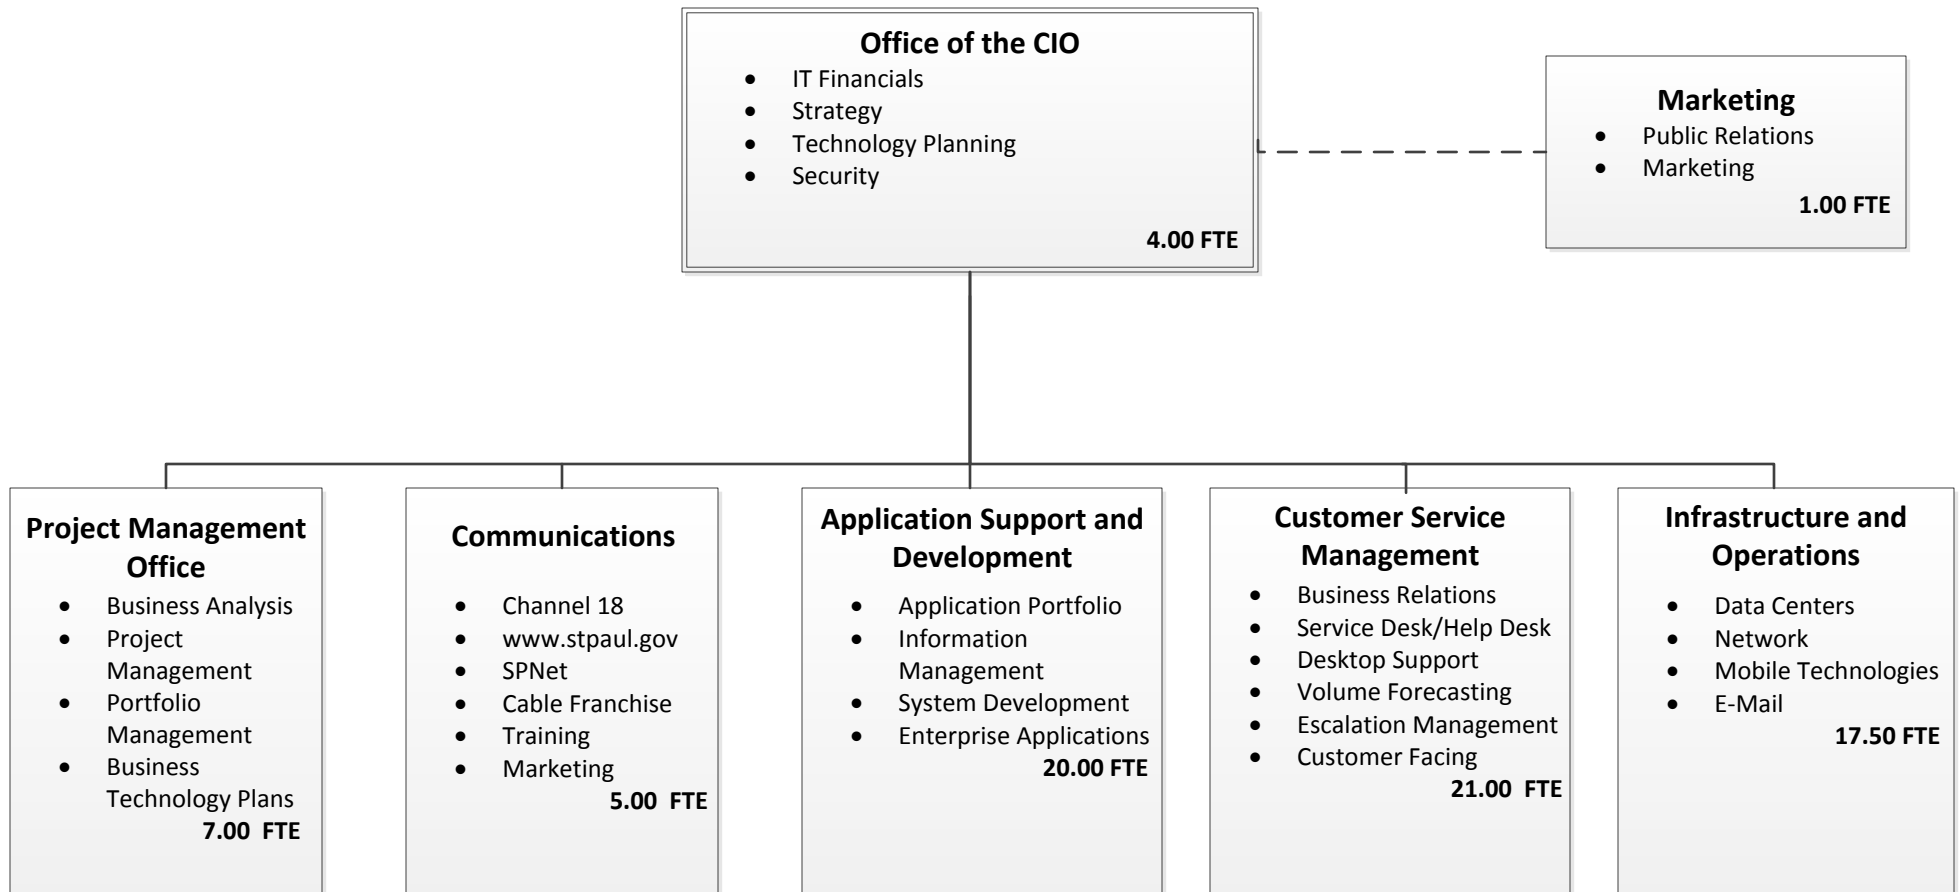 Office of the CIO
• IT Financials
• Strategy
• Technology Planning
• Security
4.00 FTE
Marketing
• Public Relations
• Marketing
1.00 FTE
Project Management
Office
• Business Analysis
• Project
Management
• Portfolio
Management
• Business
Technology Plans
7.00 FTE
Communications
• Channel 18
• www.stpaul.gov
• SPNet
• Cable Franchise
• Training
• Marketing
5.00 FTE
Application Support and
Development
• Application Portfolio
• Information
Management
• System Development
• Enterprise Applications
20.00 FTE
Customer Service
Management
• Business Relations
• Service Desk/Help Desk
• Desktop Support
• Volume Forecasting
• Escalation Management
• Customer Facing
21.00 FTE
Infrastructure and
Operations
• Data Centers
• Network
• Mobile Technologies
• E-Mail
17.50 FTE